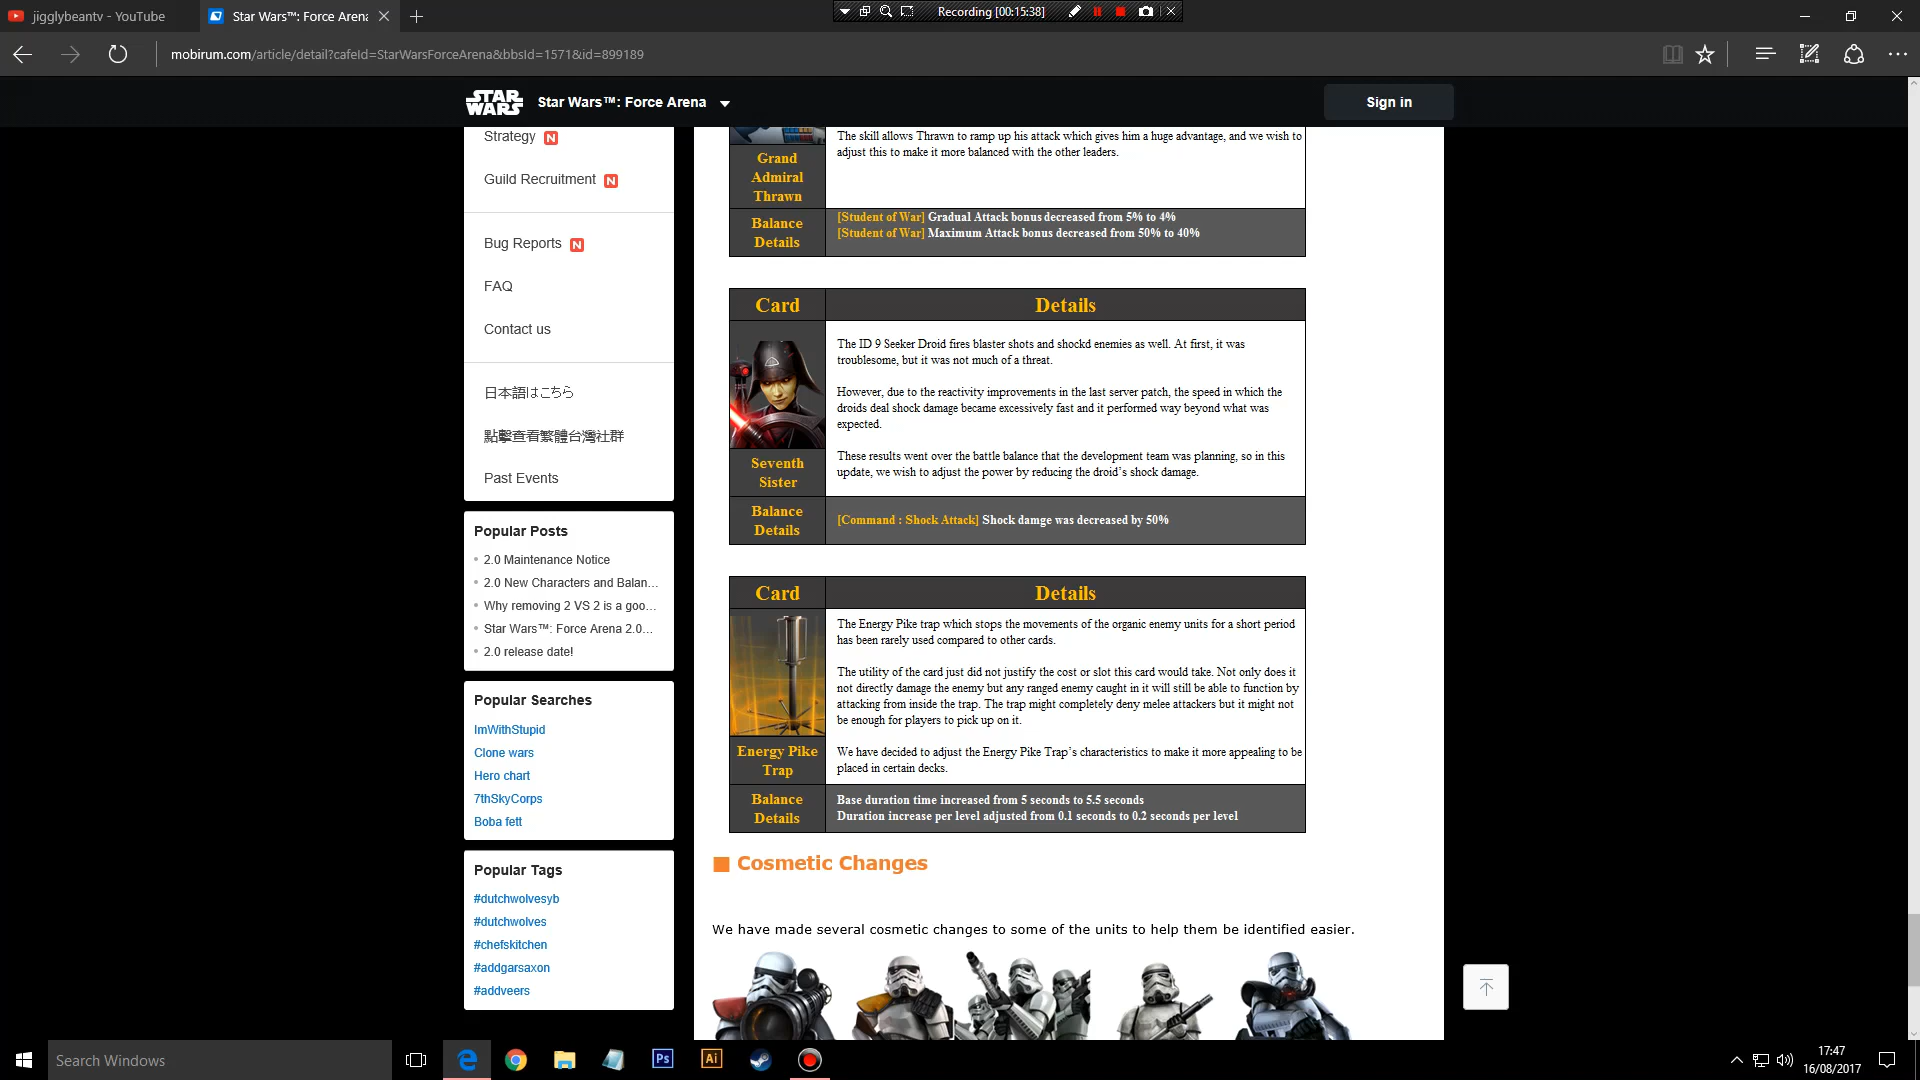 jigglybeantv - YouTube
Star Wars™: Force Arena
Recording [00:15:38]
mobirum.com/article/detail?cafeId=StarWarsForceArena&bbsId=1571&id=899189
STAR WARS
Star Wars™: Force Arena
Sign in
Strategy N
Guild Recruitment N
Bug Reports N
FAQ
Contact us
日本語はこちら
點擊查看繁體台灣社群
Past Events
Popular Posts
2.0 Maintenance Notice
2.0 New Characters and Balan...
Why removing 2 VS 2 is a goo...
Star Wars™: Force Arena 2.0...
2.0 release date!
Popular Searches
ImWithStupid
Clone wars
Hero chart
7thSkyCorps
Boba fett
Popular Tags
#dutchwolvesyb
#dutchwolves
#chefskitchen
#addgarsaxon
#addveers
The skill allows Thrawn to ramp up his attack which gives him a huge advantage, and we wish to
adjust this to make it more balanced with the other leaders.
Grand
Admiral
Thrawn
Balance
Details
[Student of War] Gradual Attack bonus decreased from 5% to 4%
[Student of War] Maximum Attack bonus decreased from 50% to 40%
Card
Details
The ID 9 Seeker Droid fires blaster shots and shockd enemies as well. At first, it was
troublesome, but it was not much of a threat.
However, due to the reactivity improvements in the last server patch, the speed in which the
droids deal shock damage became excessively fast and it performed way beyond what was
expected.
These results went over the battle balance that the development team was planning, so in this
update, we wish to adjust the power by reducing the droid's shock damage.
Seventh
Sister
Balance
Details
[Command : Shock Attack] Shock damge was decreased by 50%
Card
Details
The Energy Pike trap which stops the movements of the organic enemy units for a short period
has been rarely used compared to other cards.
The utility of the card just did not justify the cost or slot this card would take. Not only does it
not directly damage the enemy but any ranged enemy caught in it will still be able to function by
attacking from inside the trap. The trap might completely deny melee attackers but it might not
be enough for players to pick up on it.
We have decided to adjust the Energy Pike Trap's characteristics to make it more appealing to be
placed in certain decks.
Energy Pike
Trap
Balance
Details
Base duration time increased from 5 seconds to 5.5 seconds
Duration increase per level adjusted from 0.1 seconds to 0.2 seconds per level
Cosmetic Changes
We have made several cosmetic changes to some of the units to help them be identified easier.
Search Windows
Ps
Ai
17:47
16/08/2017